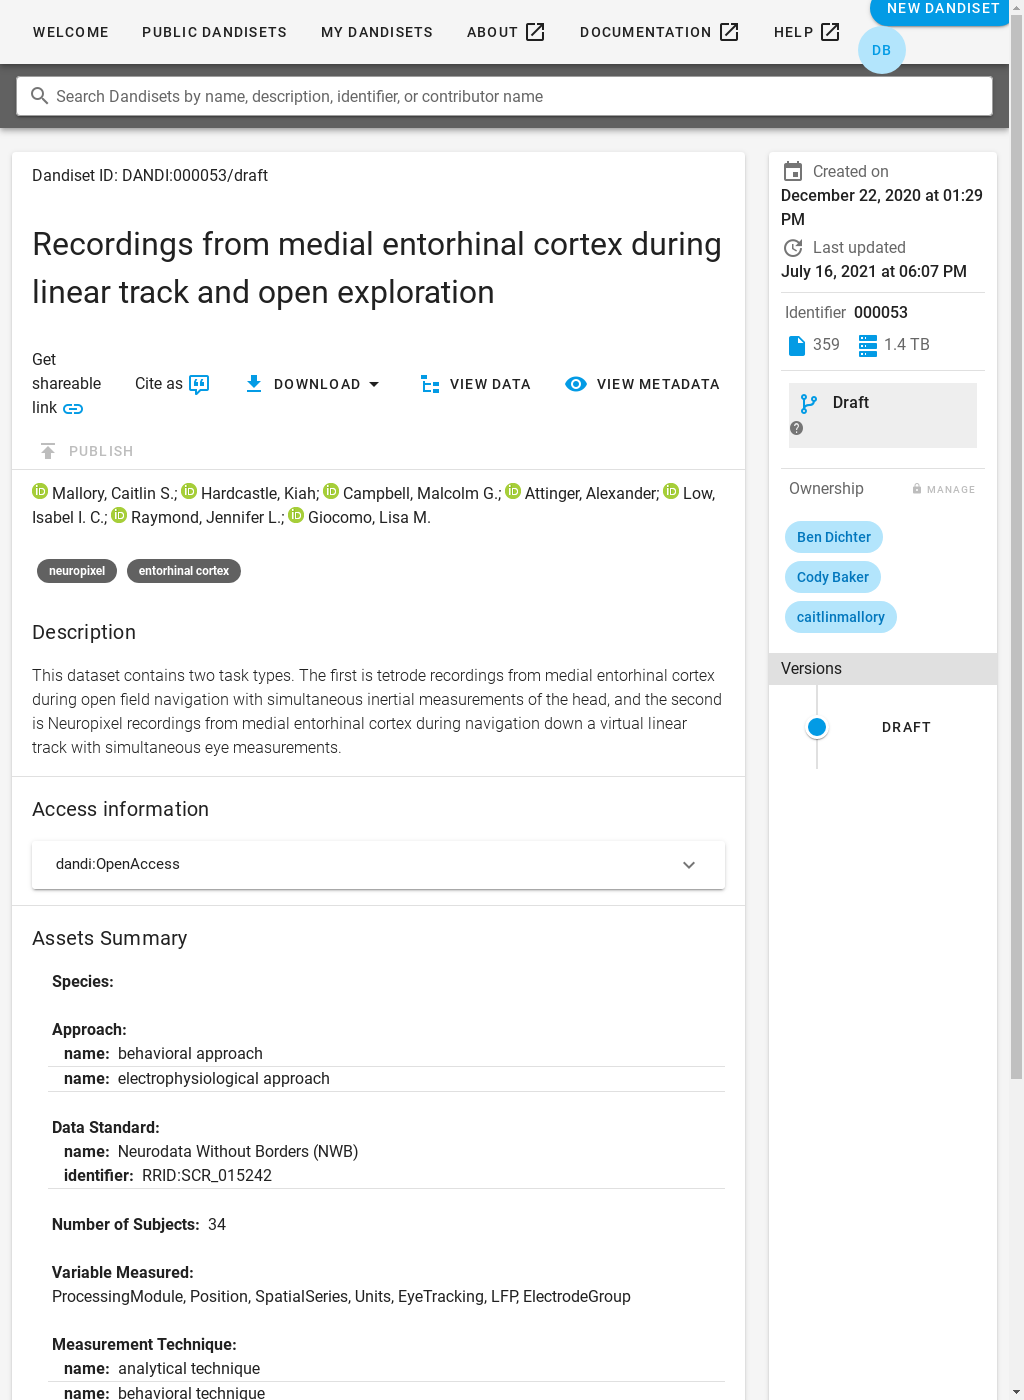 WELCOME PUBLIC DANDISETS MY DANDISETS ABOUT DOCUMENTATION HELP NEW DANDISET
DB
Search Dandisets by name, description, identifier, or contributor name
Dandiset ID: DANDI:000053/draft
Recordings from medial entorhinal cortex during
linear track and open exploration
Get
shareable
link
Cite as
DOWNLOAD
VIEW DATA
VIEW METADATA
PUBLISH
Mallory, Caitlin S.; Hardcastle, Kiah; Campbell, Malcolm G.; Attinger, Alexander; Low,
Isabel I. C.; Raymond, Jennifer L.; Giocomo, Lisa M.
neuropixel entorhinal cortex
Description
This dataset contains two task types. The first is tetrode recordings from medial entorhinal cortex
during open field navigation with simultaneous inertial measurements of the head, and the second
is Neuropixel recordings from medial entorhinal cortex during navigation down a virtual linear
track with simultaneous eye measurements.
Access information
dandi:OpenAccess
Assets Summary
Species:
Approach:
name: behavioral approach
name: electrophysiological approach
Data Standard:
name: Neurodata Without Borders (NWB)
identifier: RRID:SCR_015242
Number of Subjects: 34
Variable Measured:
ProcessingModule, Position, SpatialSeries, Units, EyeTracking, LFP, ElectrodeGroup
Measurement Technique:
name: analytical technique
name: behavioral technique
Created on
December 22, 2020 at 01:29
PM
Last updated
July 16, 2021 at 06:07 PM
Identifier 000053
359 1.4 TB
Draft
Ownership MANAGE
Ben Dichter
Cody Baker
caitlinmallory
Versions
DRAFT